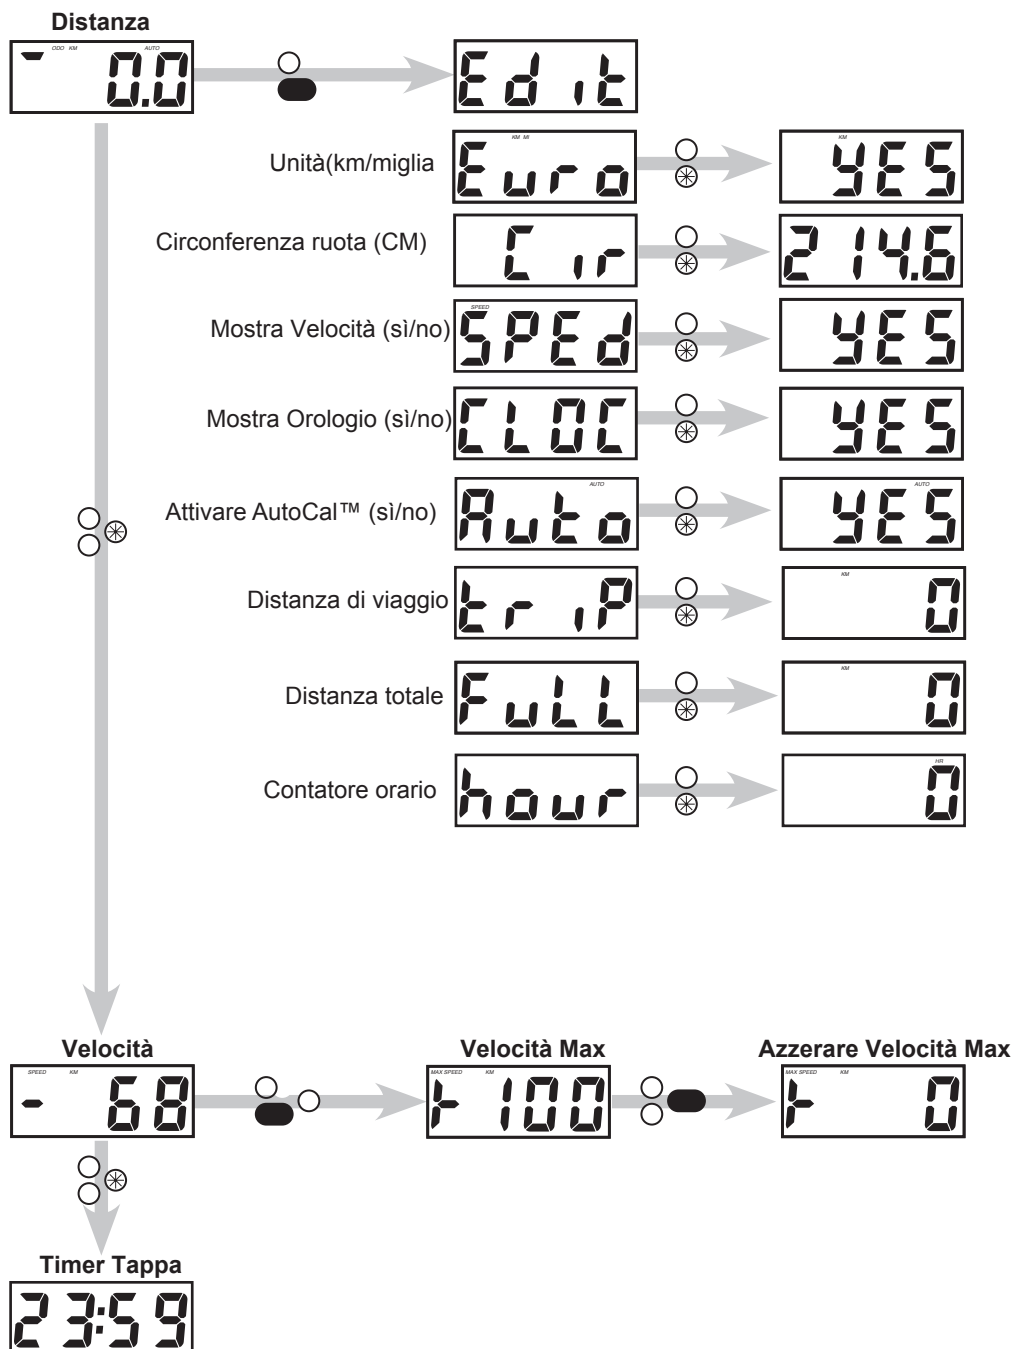 Distanza
ODO KM AUTO
0.0
Edit
Unità(km/miglia
KM MI
Euro
KM
YES
Circonferenza ruota (CM)
Cir
214.6
Mostra Velocità (sì/no)
SPEED
SPEd
YES
Mostra Orologio (sì/no)
CLOC
YES
Attivare AutoCal™ (sì/no)
AUTO
Auto
AUTO
YES
Distanza di viaggio
triP
KM
0
Distanza totale
FuLL
KM
0
Contatore orario
hour
HR
0
Velocità
SPEED KM
- 68
Velocità Max
MAX SPEED KM
100
Azzerare Velocità Max
MAX SPEED KM
0
Timer Tappa
23:59